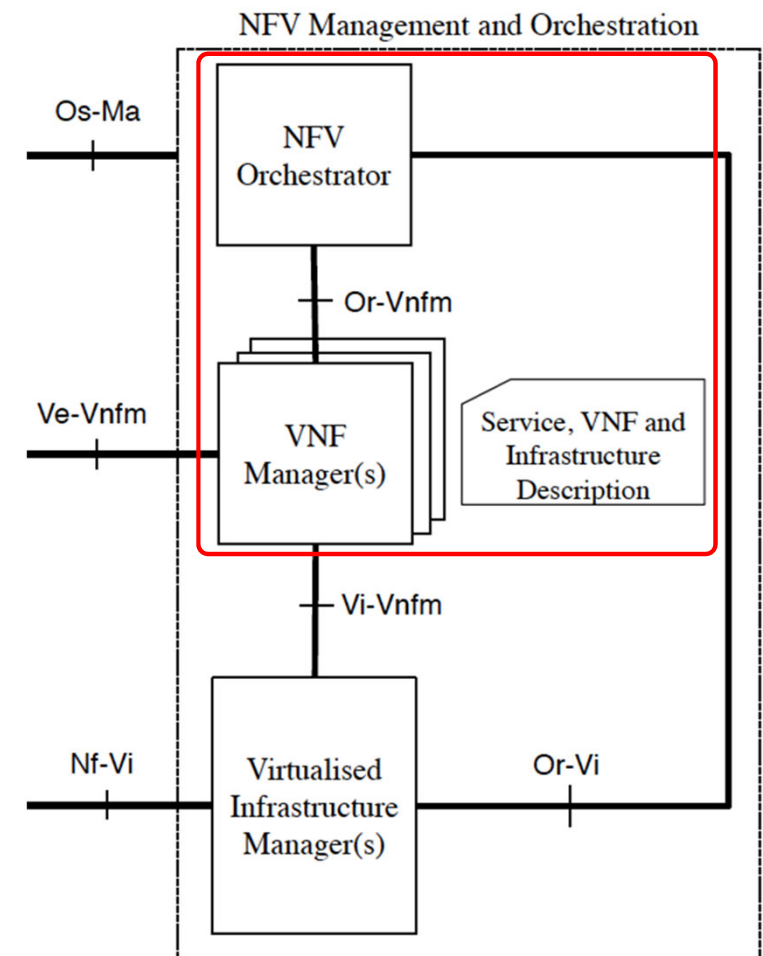 NFV Management and Orchestration
Os-Ma
NFV
Orchestrator
Or-Vnfm
Ve-Vnfm
VNF
Manager(s)
Service, VNF and
Infrastructure
Description
Vi-Vnfm
Nf-Vi
Virtualised
Infrastructure
Manager(s)
Or-Vi